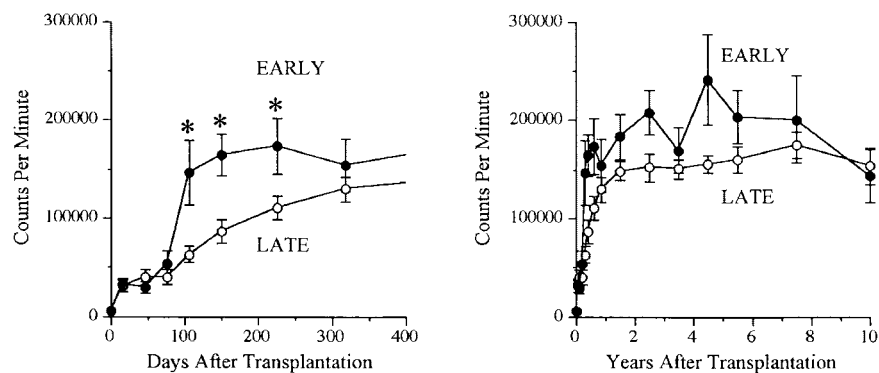 300000
200000
100000
0
Counts Per Minute
EARLY
* * *
LATE
0 100 200 300 400
Days After Transplantation
300000
200000
100000
0
Counts Per Minute
EARLY
LATE
0 2 4 6 8 10
Years After Transplantation